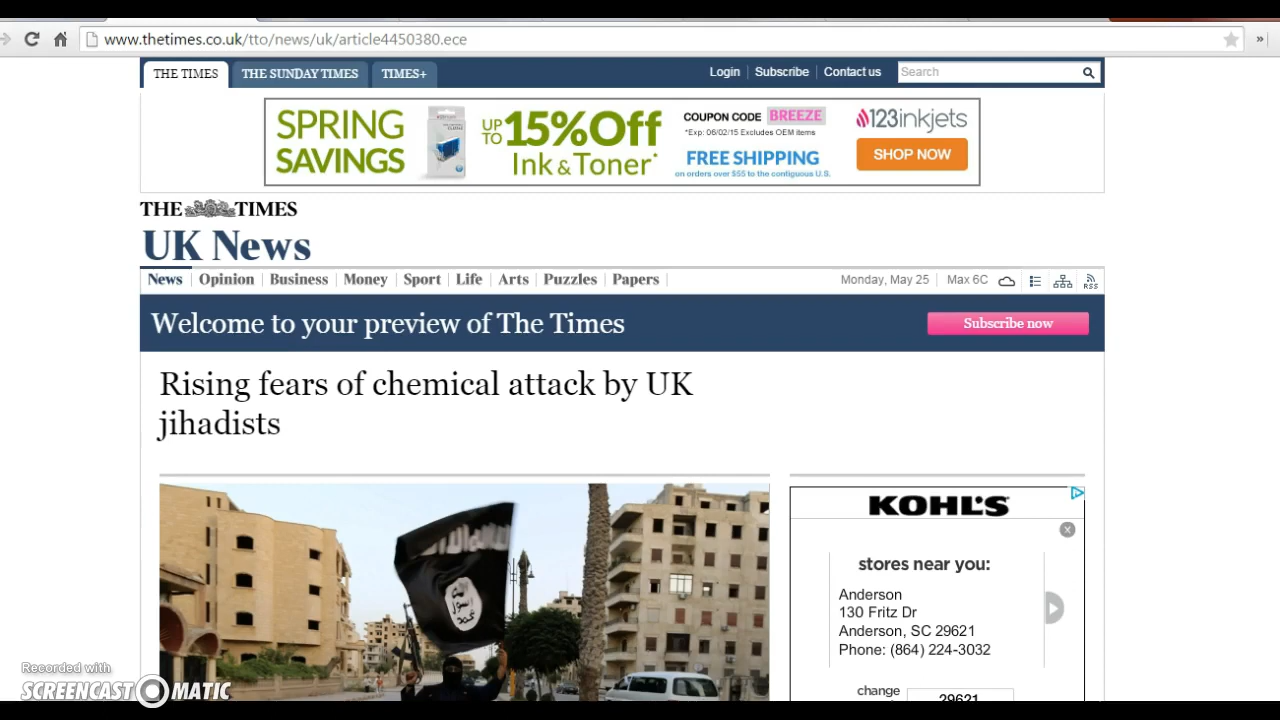 www.thetimes.co.uk/tto/news/uk/article4450380.ece
»
THE TIMES
THE SUNDAY TIMES
TIMES+
Login
Subscribe
Contact us
Search
SPRING
SAVINGS
UP
TO
15%Off
Ink & Toner*
COUPON CODE BREEZE
*Exp: 06/02/15 Excludes OEM items
FREE SHIPPING
on orders over $55 to the contiguous U.S.
123inkjets
SHOP NOW
THE TIMES
UK News
News
Opinion
Business
Money
Sport
Life
Arts
Puzzles
Papers
Monday, May 25
Max 6C
RSS
Welcome to your preview of The Times
Subscribe now
Rising fears of chemical attack by UK
jihadists
KOHL'S
stores near you:
Anderson
130 Fritz Dr
Anderson, SC 29621
Phone: (864) 224-3032
change
29621
Recorded with
SCREENCAST O MATIC